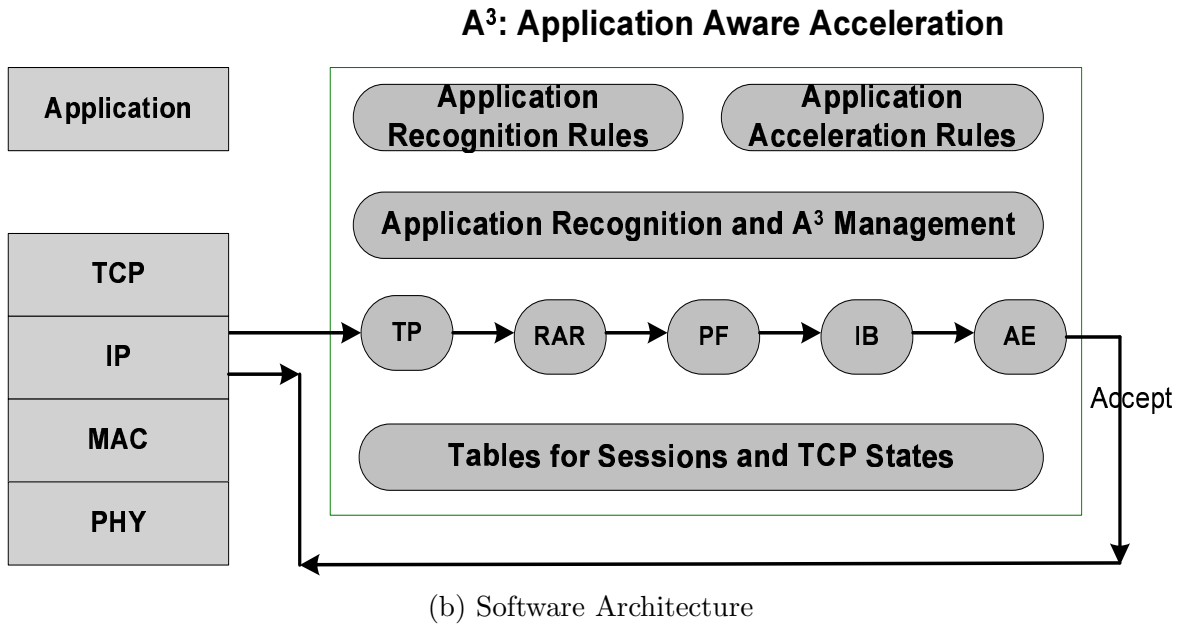 A³: Application Aware Acceleration
Application
Application
Recognition Rules
Application
Acceleration Rules
Application Recognition and A³ Management
TCP
IP
MAC
PHY
TP
RAR
PF
IB
AE
Accept
Tables for Sessions and TCP States
(b) Software Architecture